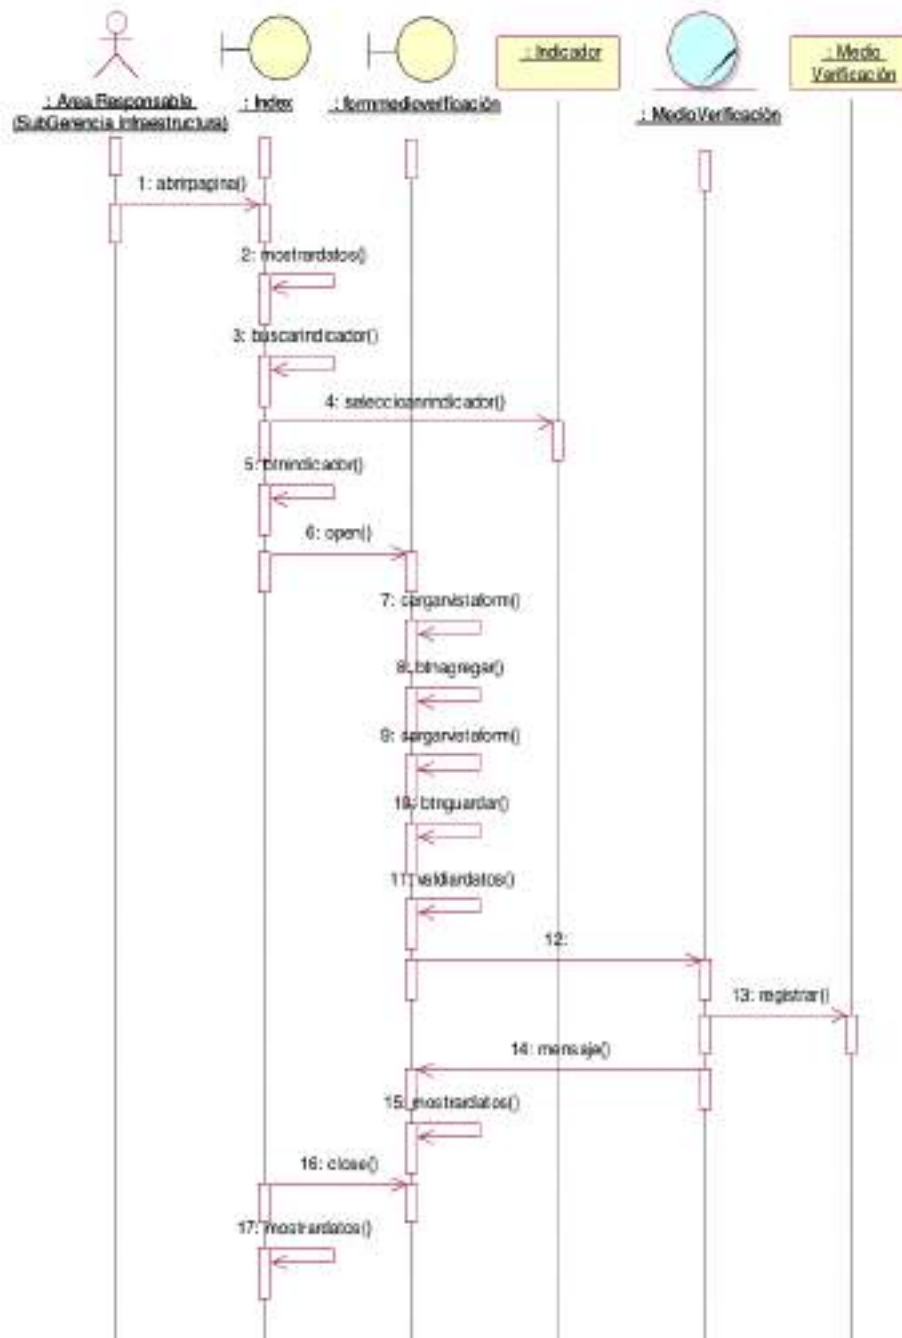 : Area Responsable
(SubGerencia Infraestructura)
: Index
: formmedioverificación
: Indicador
: MedioVerificación
: Medio
Verificación
1: abrirpagina()
2: mostrardatos()
3: buscarindicador()
4: seleccioanrindicador()
5: btnindicador()
6: open()
7: cargarvistaform()
8: btnagregar()
9: cargarvistaform()
10: btnguardar()
11: valdiardatos()
12:
13: registrar()
14: mensaje()
15: mostrardatos()
16: close()
17: mostrardatos()